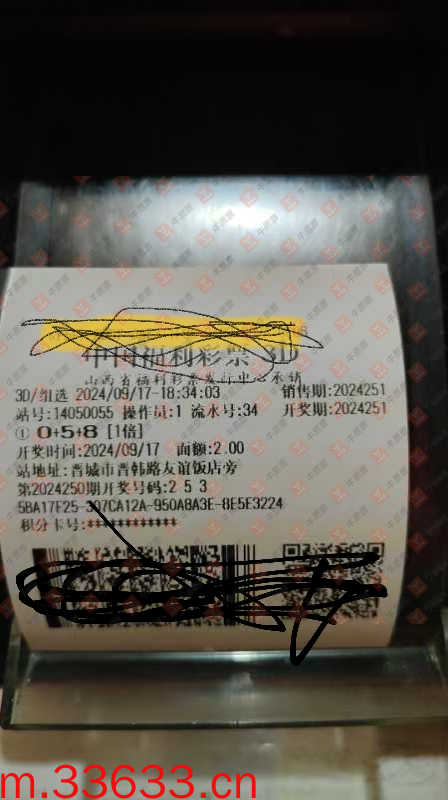 中国福利彩票 3D
山西省福利彩票发行中心承销
3D/组选 2024/09/17-18:34:03 销售期:2024251
站号:14050055 操作员:1 流水号:34 开奖期:2024251
① 0+5+8 [1倍]
开奖时间:2024/09/17 面额:2.00
站地址:晋城市晋韩路友谊饭店旁
第2024250期开奖号码:2 5 3
5BA17F25-307CA12A-950A8A3E-8E5E3224
积分卡号:************
m.33633.cn